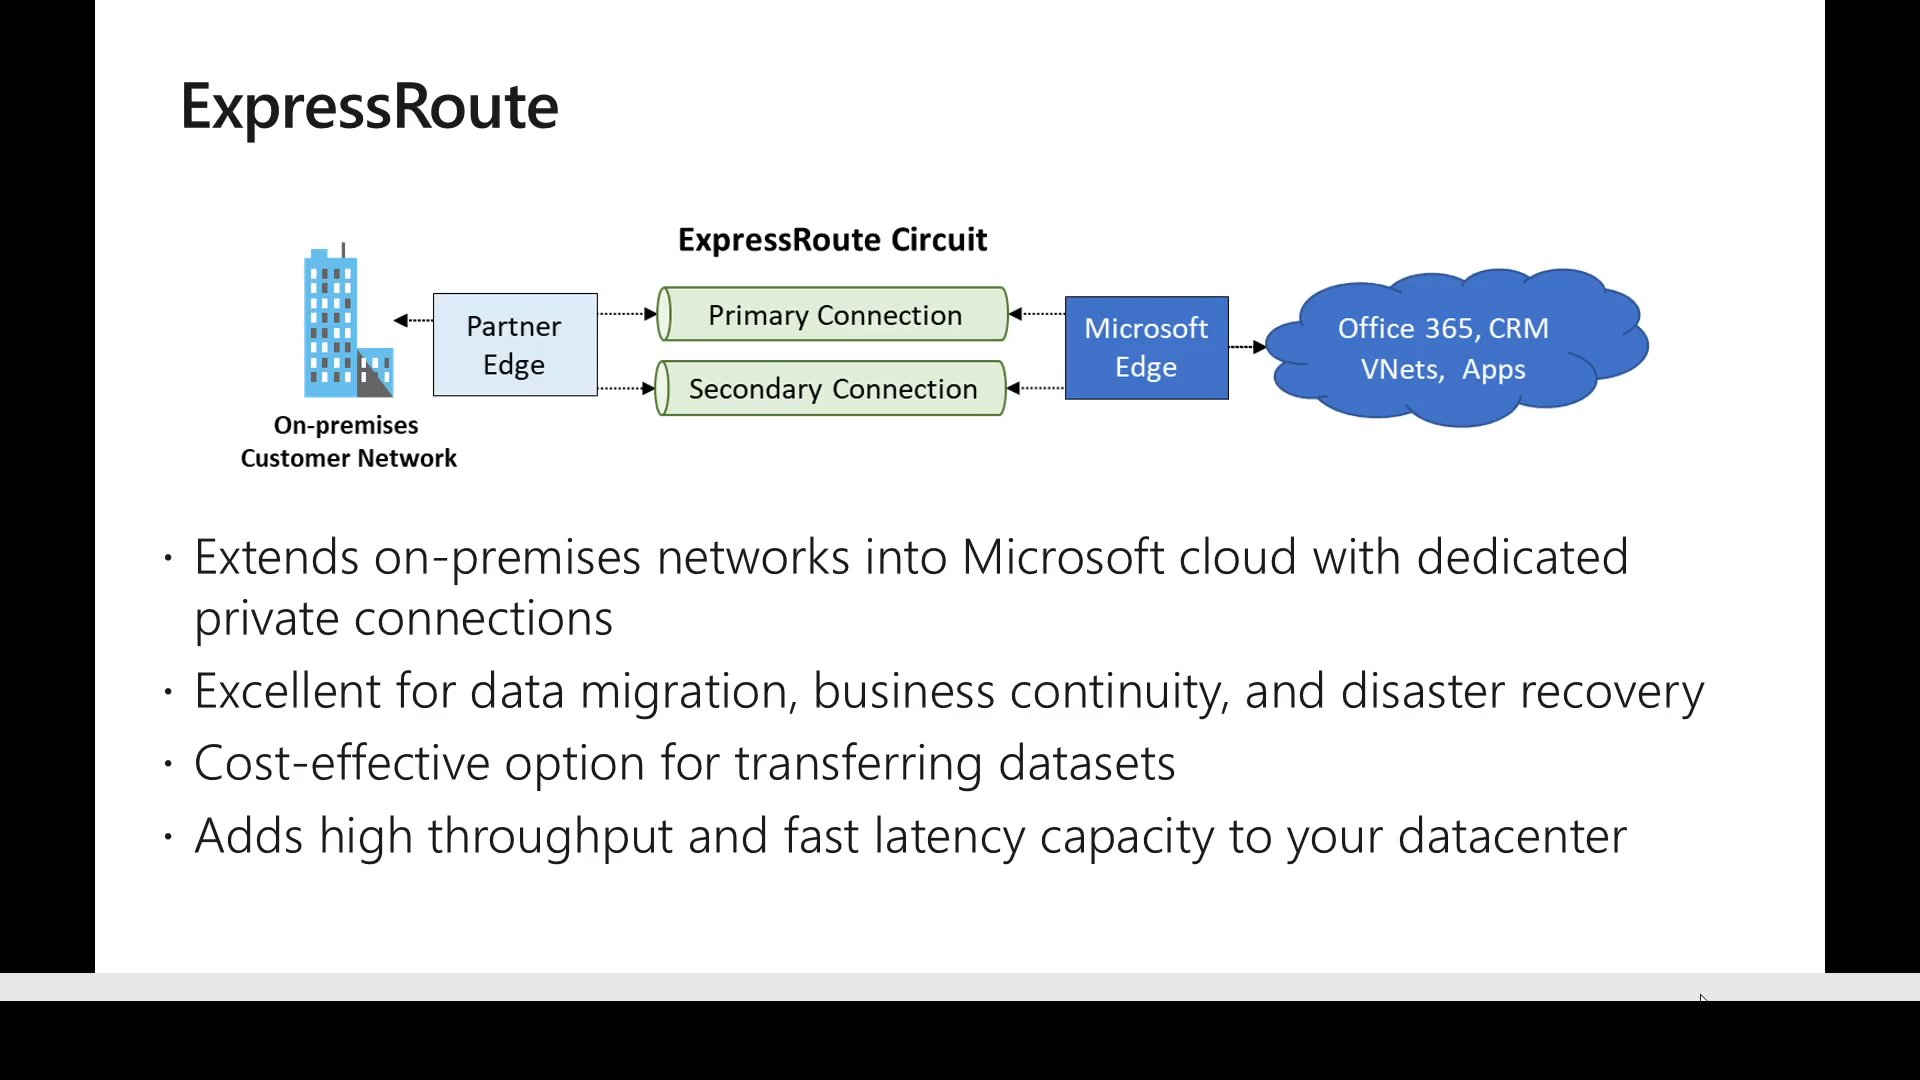 ExpressRoute
ExpressRoute Circuit
Partner
Edge
Primary Connection
Secondary Connection
Microsoft
Edge
Office 365, CRM
VNets, Apps
On-premises
Customer Network
· Extends on-premises networks into Microsoft cloud with dedicated
private connections
· Excellent for data migration, business continuity, and disaster recovery
· Cost-effective option for transferring datasets
· Adds high throughput and fast latency capacity to your datacenter